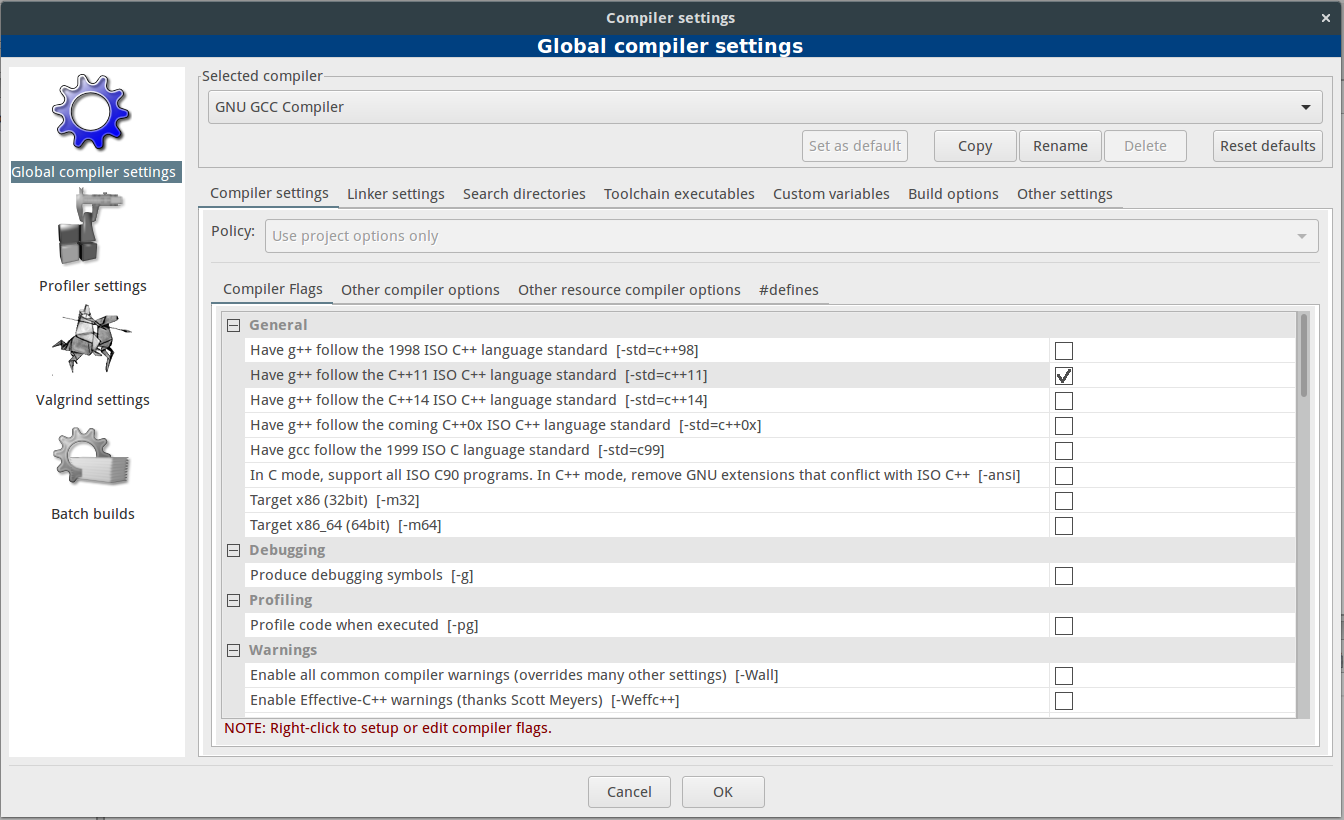 Compiler settings
Global compiler settings
Global compiler settings
Profiler settings
Valgrind settings
Batch builds
Selected compiler
GNU GCC Compiler
Set as default Copy Rename Delete Reset defaults
Compiler settings Linker settings Search directories Toolchain executables Custom variables Build options Other settings
Policy: Use project options only
Compiler Flags Other compiler options Other resource compiler options #defines
General
Have g++ follow the 1998 ISO C++ language standard [-std=c++98]
Have g++ follow the C++11 ISO C++ language standard [-std=c++11]
Have g++ follow the C++14 ISO C++ language standard [-std=c++14]
Have g++ follow the coming C++0x ISO C++ language standard [-std=c++0x]
Have gcc follow the 1999 ISO C language standard [-std=c99]
In C mode, support all ISO C90 programs. In C++ mode, remove GNU extensions that conflict with ISO C++ [-ansi]
Target x86 (32bit) [-m32]
Target x86_64 (64bit) [-m64]
Debugging
Produce debugging symbols [-g]
Profiling
Profile code when executed [-pg]
Warnings
Enable all common compiler warnings (overrides many other settings) [-Wall]
Enable Effective-C++ warnings (thanks Scott Meyers) [-Weffc++]
NOTE: Right-click to setup or edit compiler flags.
Cancel OK